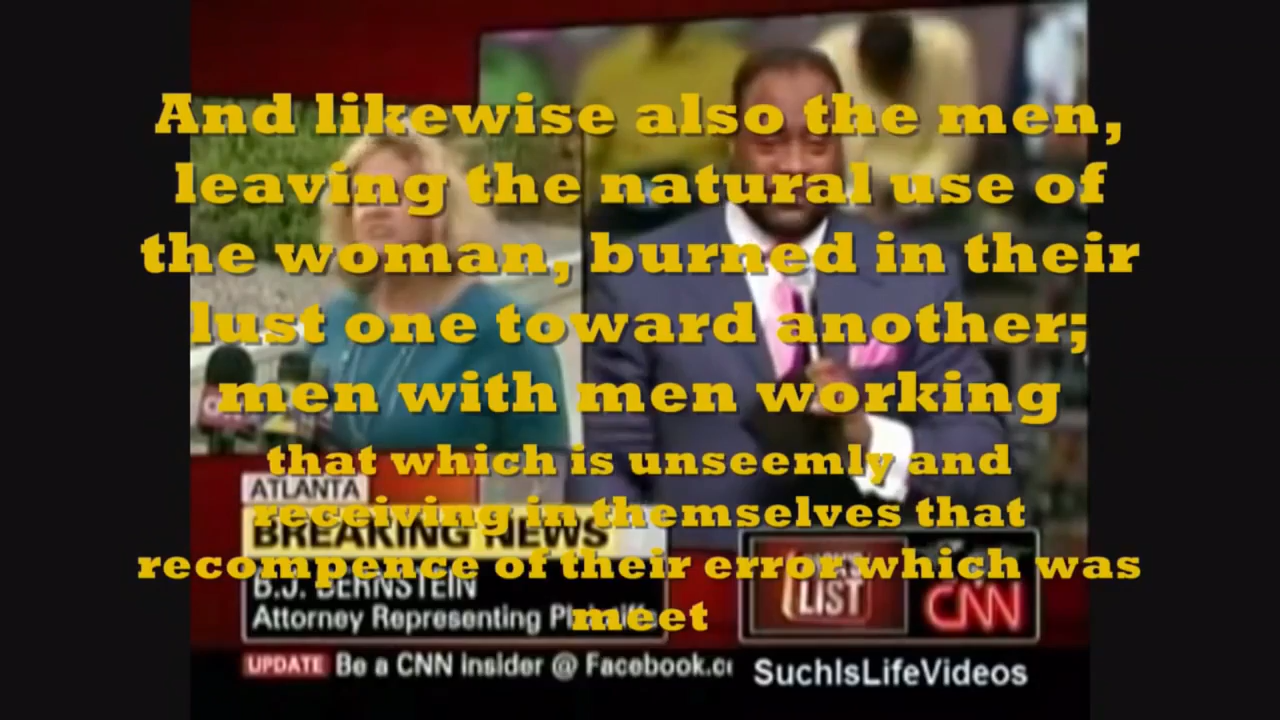 And likewise also the men,
leaving the natural use of
the woman, burned in their
lust one toward another;
men with men working
that which is unseemly and
receiving in themselves that
recompence of their error which was
meet
ATLANTA
BREAKING NEWS
B.J. BERNSTEIN
Attorney Representing
LIST
CNN
UPDATE Be a CNN insider @ Facebook.c
SuchIsLifeVideos